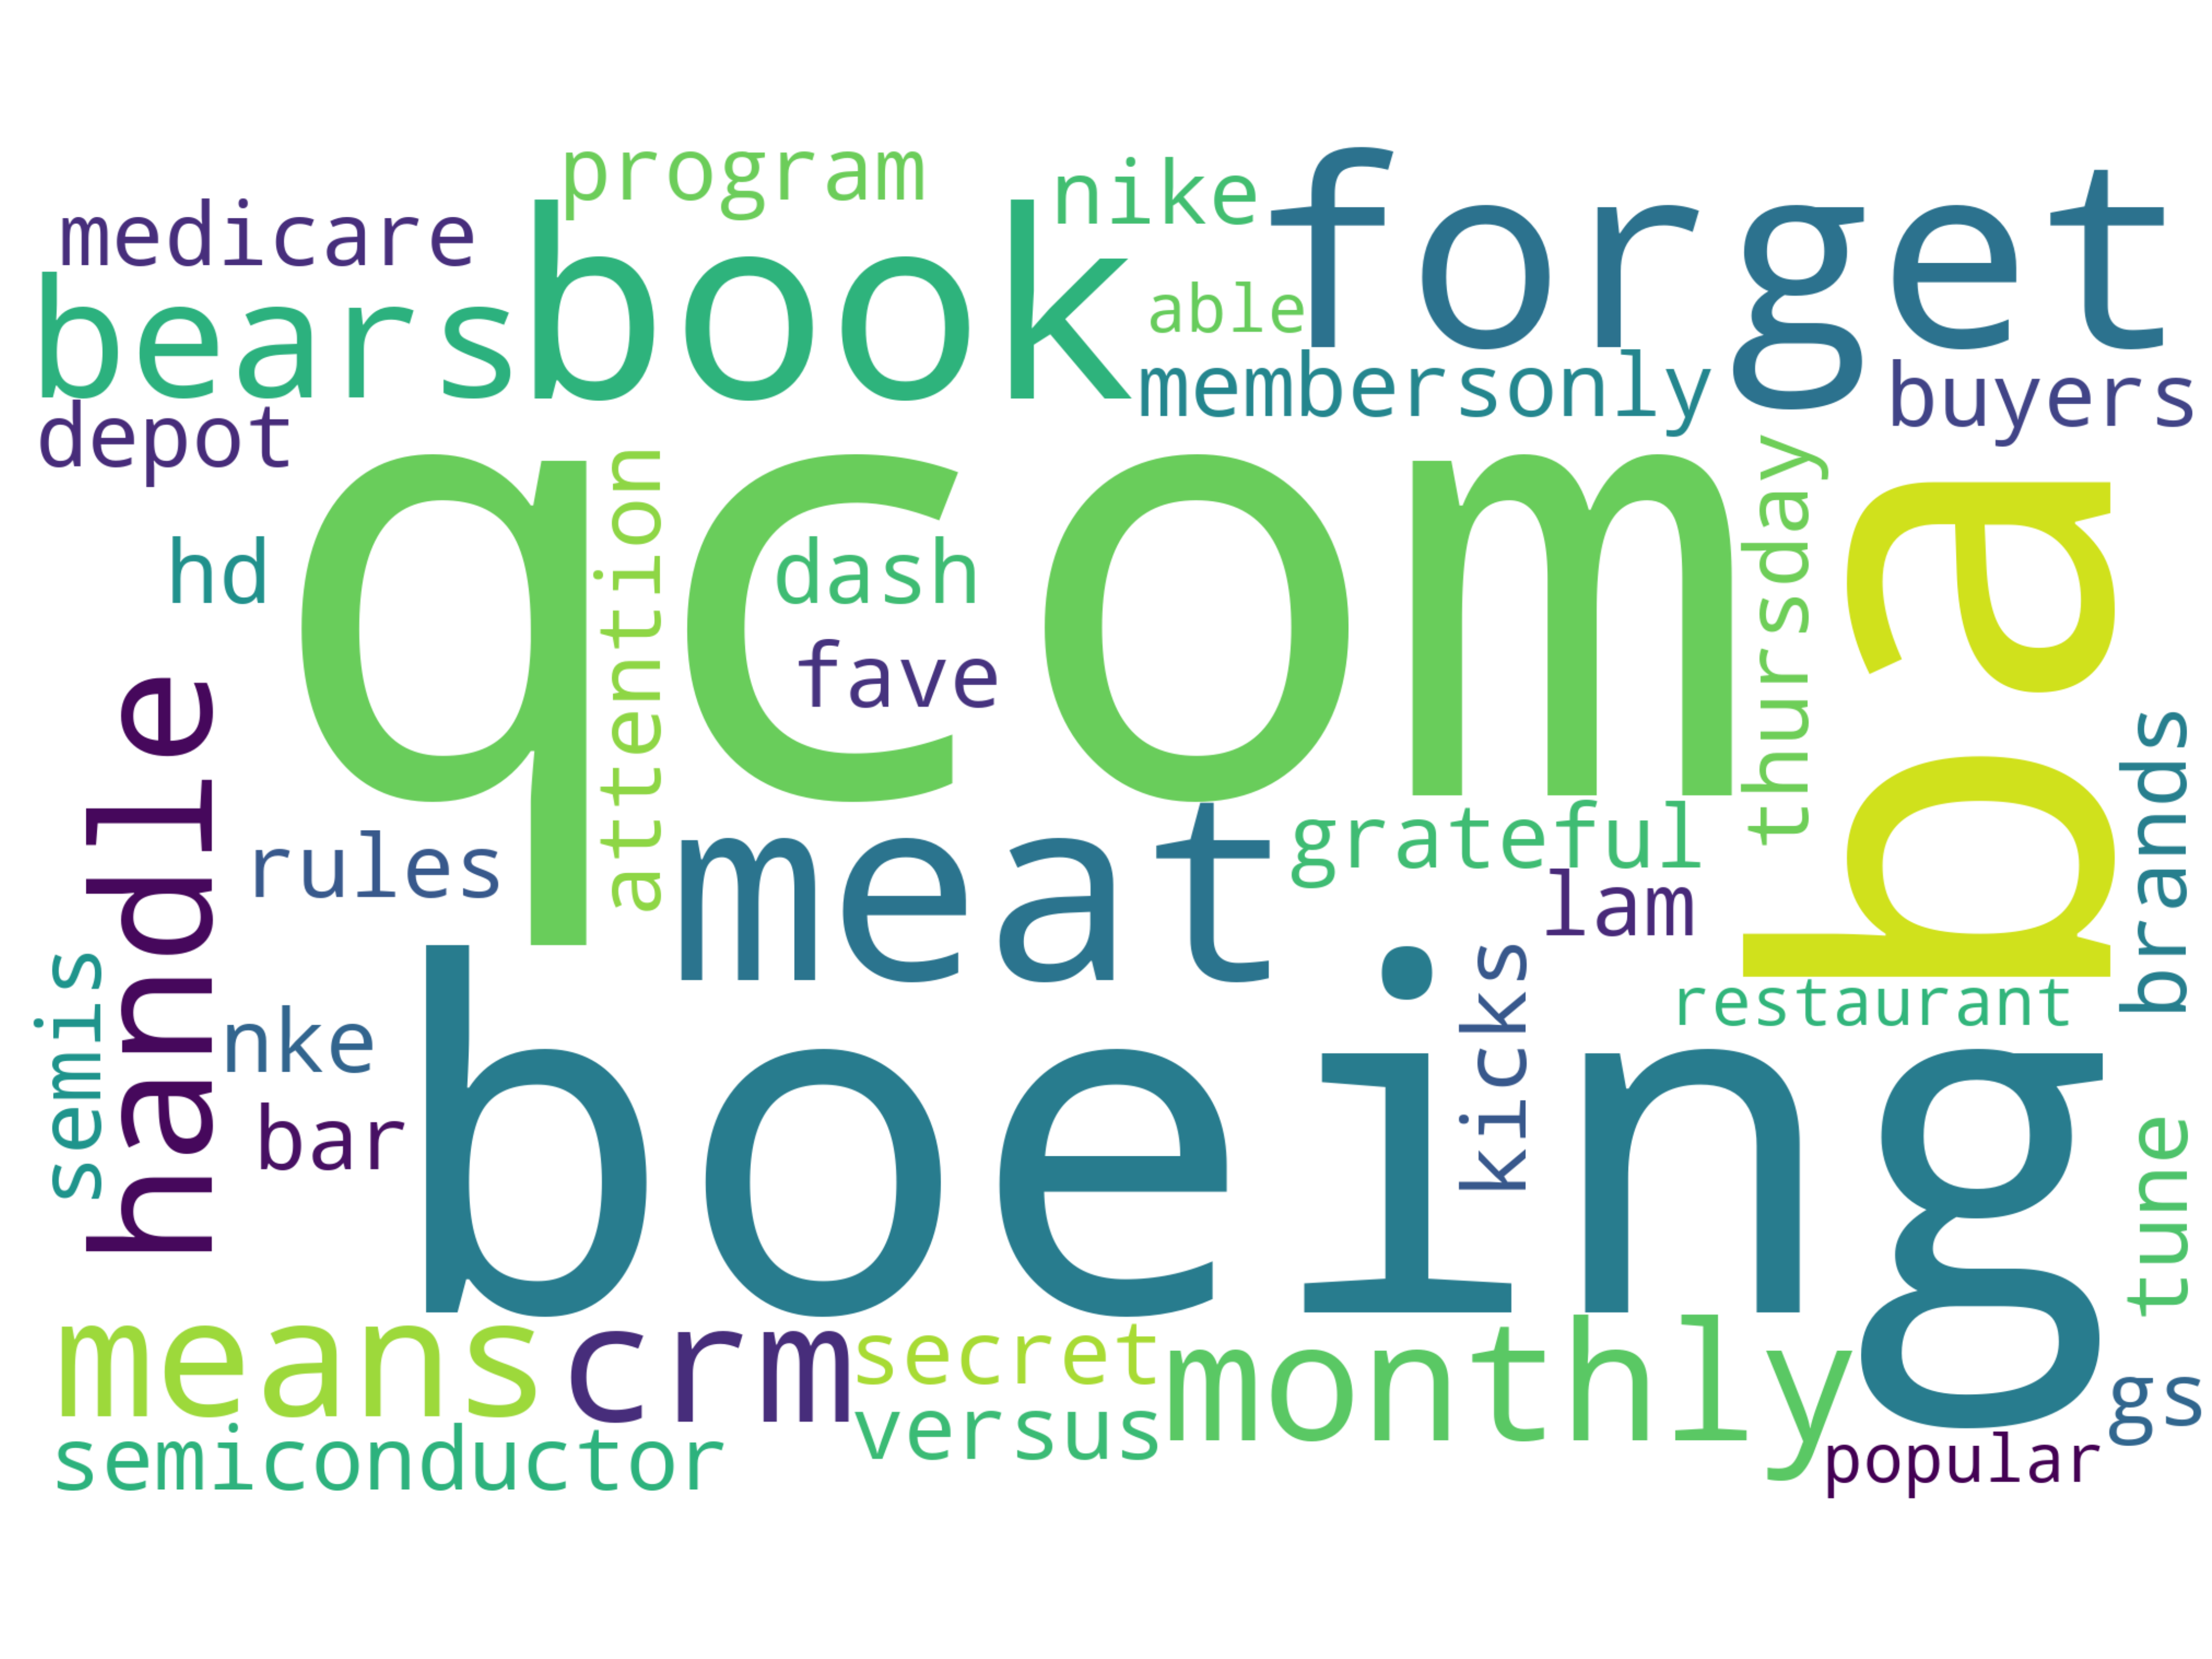 program
nike
forget
medicare
bears
book
able
membersonly
buyers
depot
qcom
attention
thursday
ba
hd
dash
fave
handle
brands
rules
meat
grateful
lam
semis
nke
boeing
kicks
restaurant
bar
tune
means
crm
secret
monthly
gs
semiconductor
versus
popular